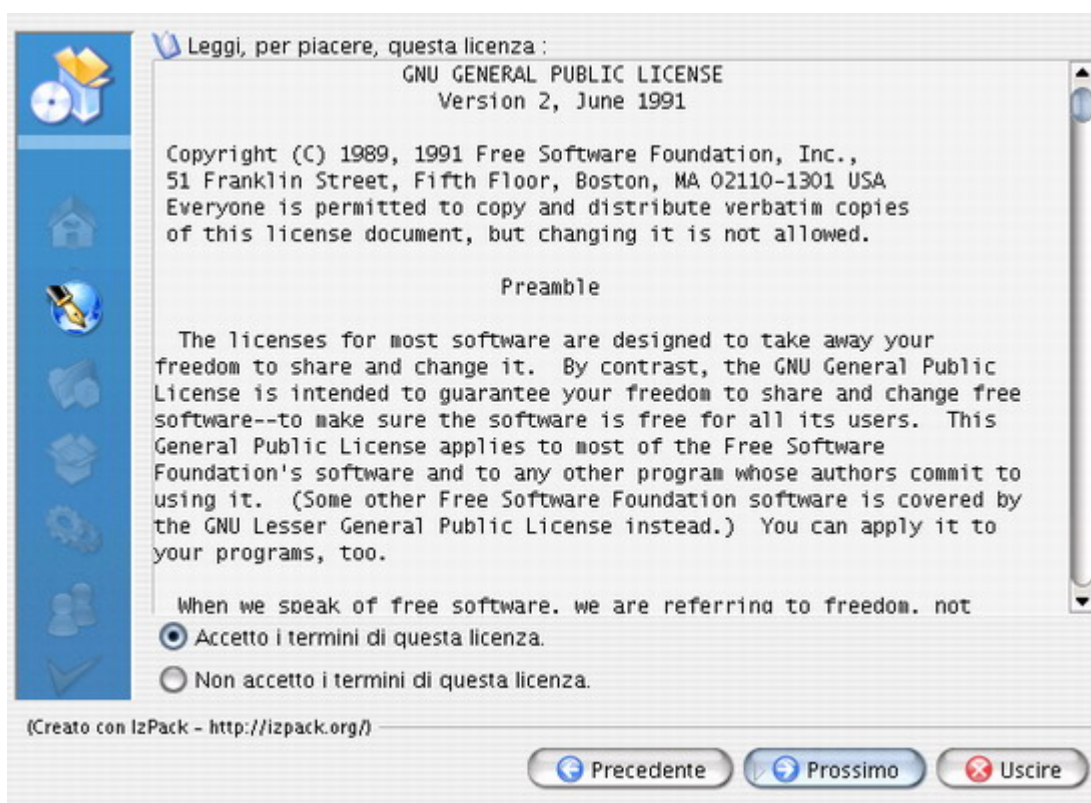 Leggi, per piacere, questa licenza :
GNU GENERAL PUBLIC LICENSE
Version 2, June 1991
Copyright (C) 1989, 1991 Free Software Foundation, Inc.,
51 Franklin Street, Fifth Floor, Boston, MA 02110-1301 USA
Everyone is permitted to copy and distribute verbatim copies
of this license document, but changing it is not allowed.
Preamble
The licenses for most software are designed to take away your
freedom to share and change it.  By contrast, the GNU General Public
License is intended to guarantee your freedom to share and change free
software--to make sure the software is free for all its users.  This
General Public License applies to most of the Free Software
Foundation's software and to any other program whose authors commit to
using it.  (Some other Free Software Foundation software is covered by
the GNU Lesser General Public License instead.)  You can apply it to
your programs, too.
When we speak of free software, we are referring to freedom, not
Accetto i termini di questa licenza.
Non accetto i termini di questa licenza.
(Creato con IzPack - http://izpack.org/)
Precedente
Prossimo
Uscire